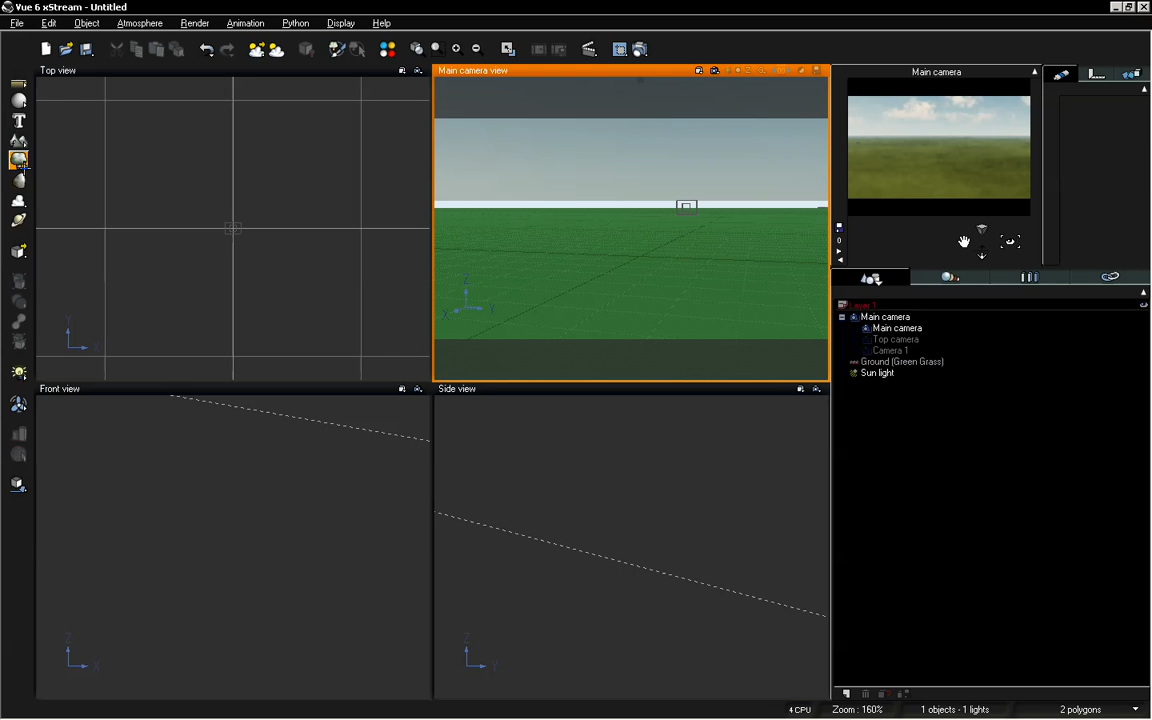 Vue 6 xStream - Untitled
File Edit Object Atmosphere Render Animation Python Display Help
Top view
Main camera view
Main camera
Layer 1
Main camera
Main camera
Top camera
Camera 1
Ground (Green Grass)
Sun light
Front view
Side view
4 CPU Zoom : 160% 1 objects - 1 lights 2 polygons